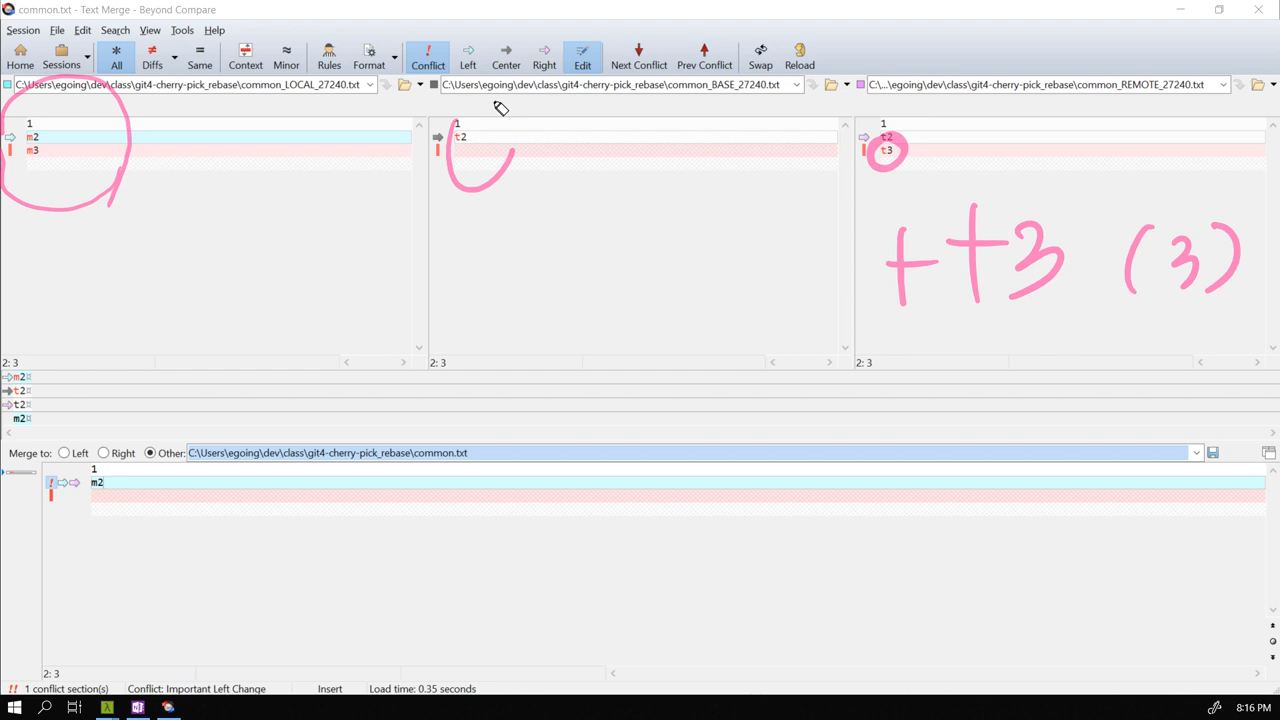 common.txt - Text Merge - Beyond Compare
Session File Edit Search View Tools Help
Home Sessions All Diffs Same Context Minor Rules Format Conflict Left Center Right Edit Next Conflict Prev Conflict Swap Reload
C:\Users\egoing\dev\class\git4-cherry-pick_rebase\common_LOCAL_27240.txt
C:\Users\egoing\dev\class\git4-cherry-pick_rebase\common_BASE_27240.txt
C:\...\egoing\dev\class\git4-cherry-pick_rebase\common_REMOTE_27240.txt
1
m2
m3
1
t2
1
t2
t3
+t3 (3)
2: 3
2: 3
2: 3
m2¤
t2¤
t2¤
m2¤
Merge to: Left Right Other: C:\Users\egoing\dev\class\git4-cherry-pick_rebase\common.txt
1
m2
2: 3
1 conflict section(s) Conflict: Important Left Change Insert Load time: 0.35 seconds
8:16 PM